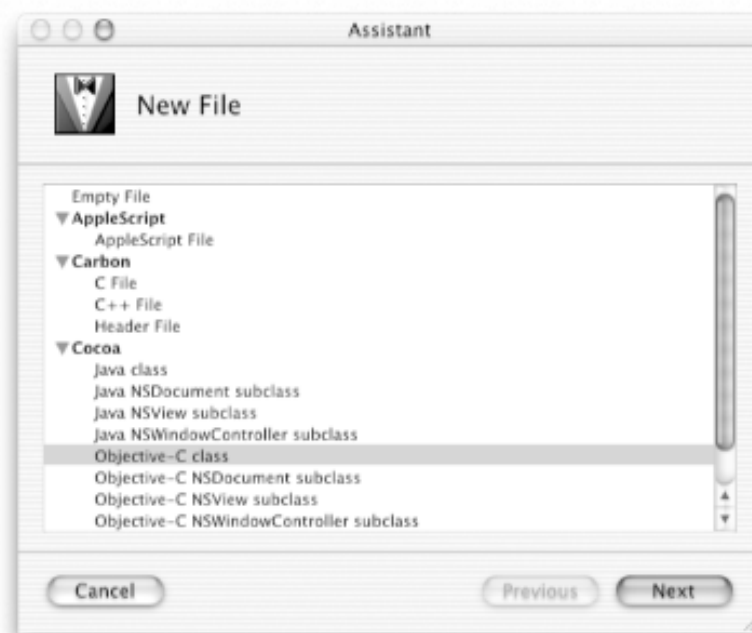 Assistant
New File
Empty File
AppleScript
AppleScript File
Carbon
C File
C++ File
Header File
Cocoa
Java class
Java NSDocument subclass
Java NSView subclass
Java NSWindowController subclass
Objective-C class
Objective-C NSDocument subclass
Objective-C NSView subclass
Objective-C NSWindowController subclass
Cancel
Previous
Next